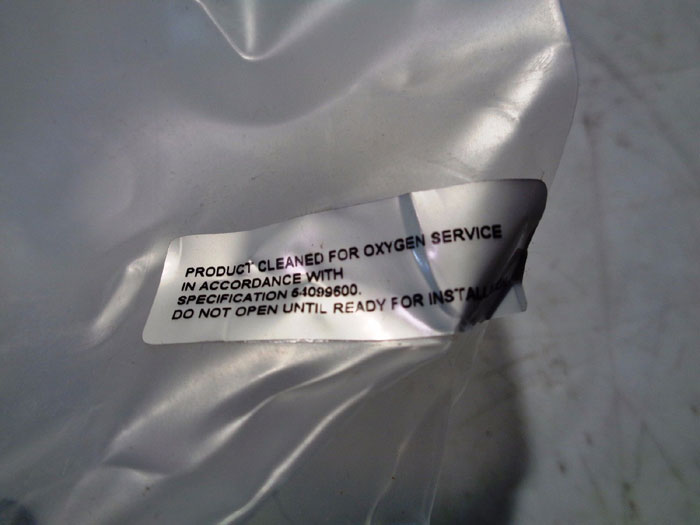 PRODUCT CLEANED FOR OXYGEN SERVICE
IN ACCORDANCE WITH
SPECIFICATION 64099600.
DO NOT OPEN UNTIL READY FOR